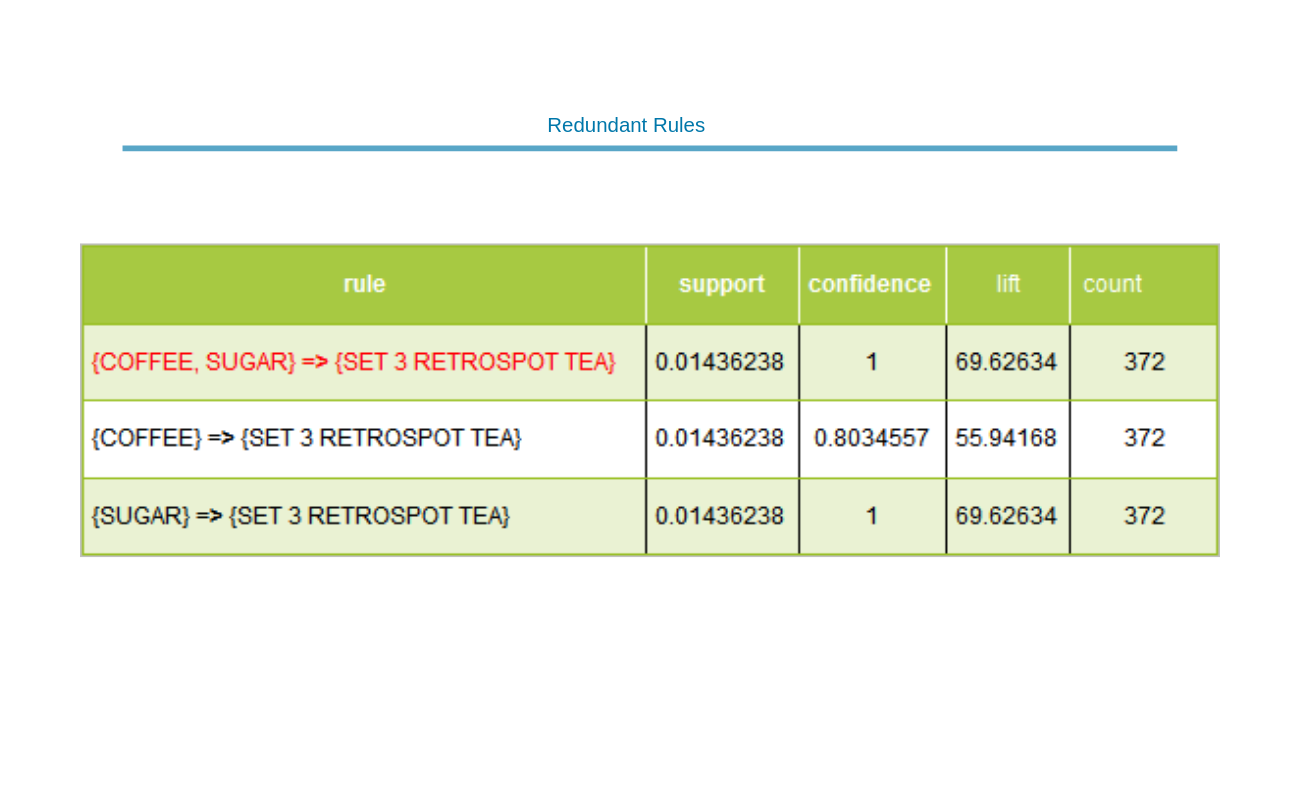 Redundant Rules
rule support confidence lift count
{COFFEE, SUGAR} => {SET 3 RETROSPOT TEA} 0.01436238 1 69.62634 372
{COFFEE} => {SET 3 RETROSPOT TEA} 0.01436238 0.8034557 55.94168 372
{SUGAR} => {SET 3 RETROSPOT TEA} 0.01436238 1 69.62634 372